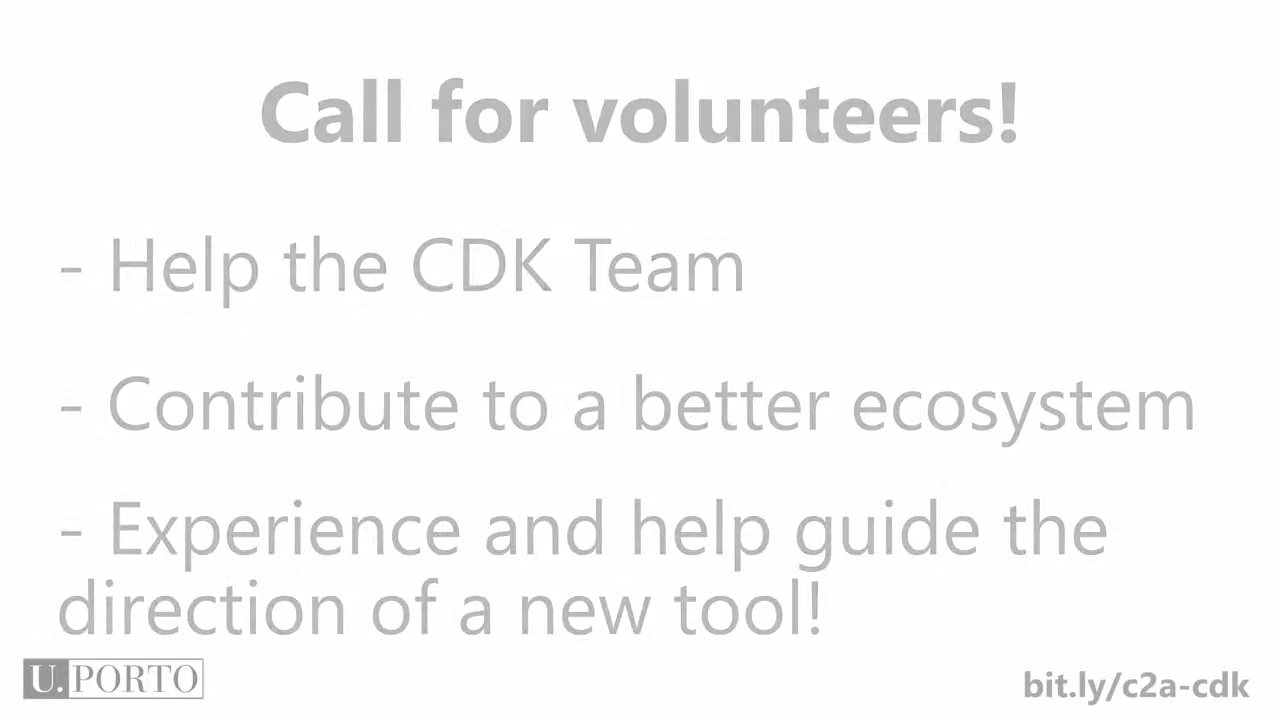 Call for volunteers!
- Help the CDK Team
- Contribute to a better ecosystem
- Experience and help guide the
direction of a new tool!
U.PORTO
bit.ly/c2a-cdk